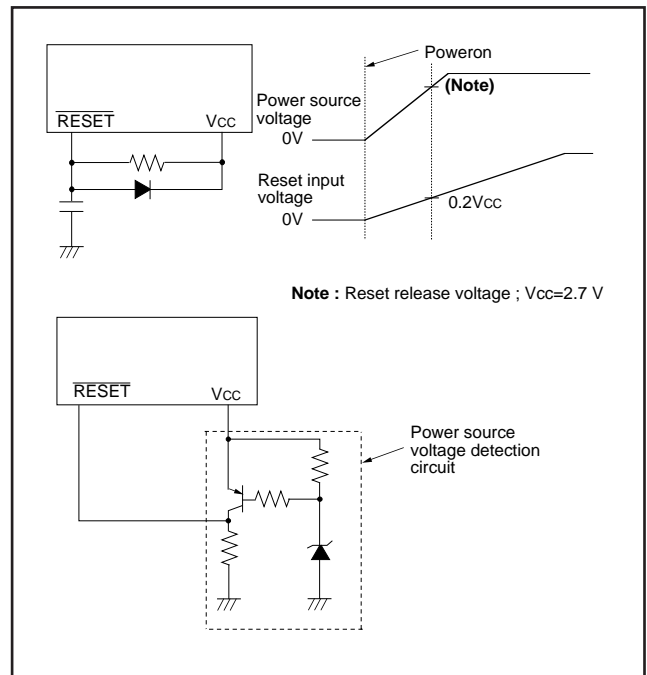 Poweron
(Note)
Power source
voltage
0V
RESET
VCC
Reset input
voltage
0V
0.2VCC
Note : Reset release voltage ; Vcc=2.7 V
RESET
VCC
Power source
voltage detection
circuit